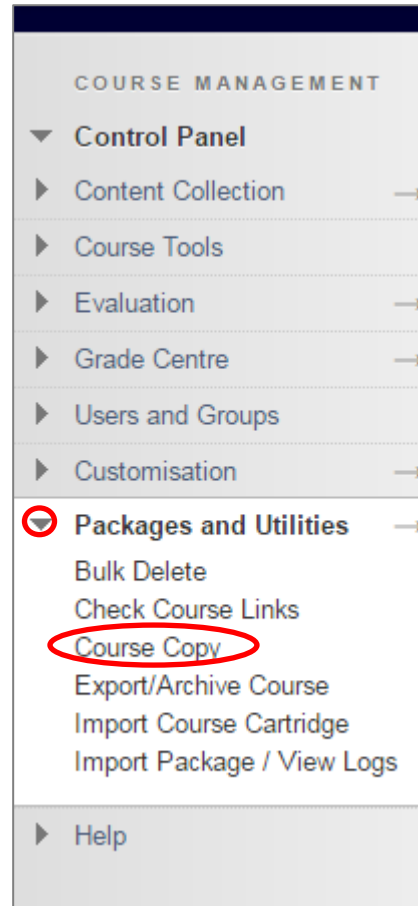 COURSE MANAGEMENT
Control Panel
Content Collection
Course Tools
Evaluation
Grade Centre
Users and Groups
Customisation
Packages and Utilities
Bulk Delete
Check Course Links
Course Copy
Export/Archive Course
Import Course Cartridge
Import Package / View Logs
Help